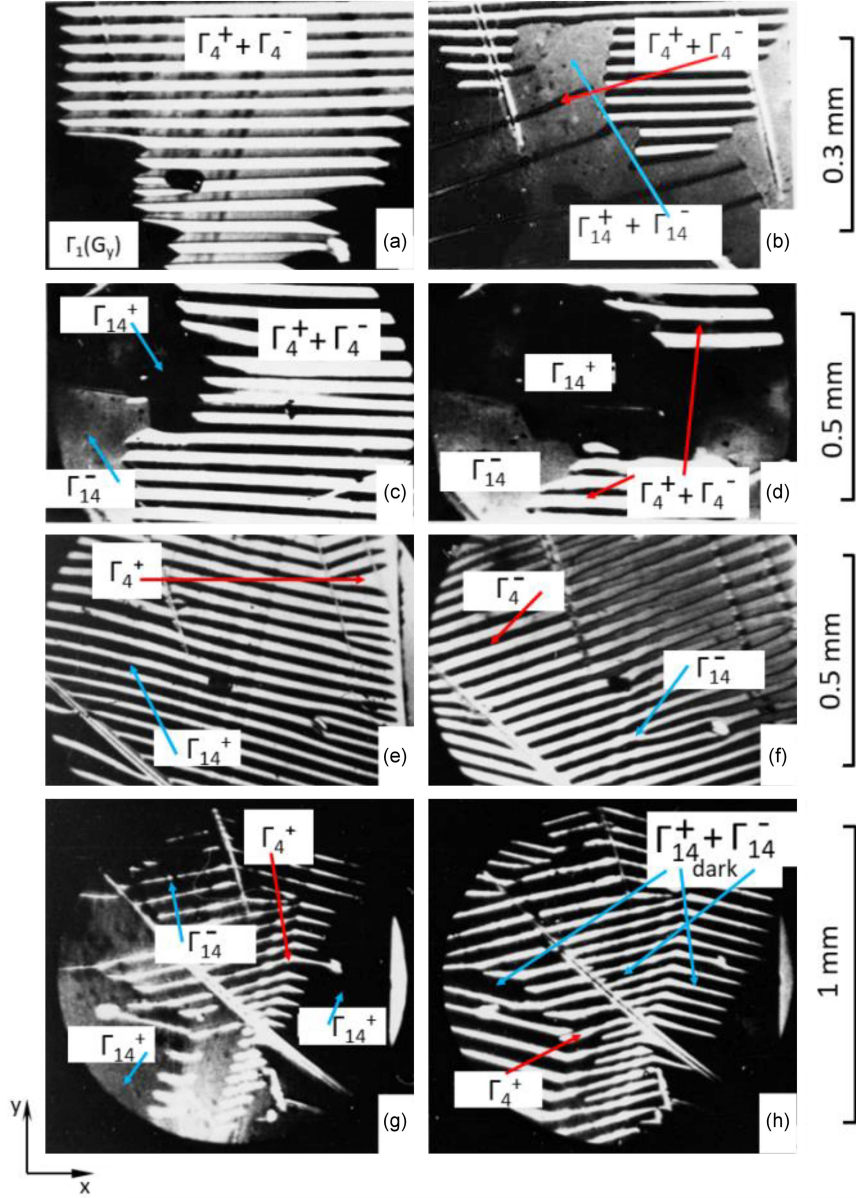 Γ₄⁺ + Γ₄⁻
Γ₁(Gᵧ)
(a)
Γ₄⁺ + Γ₄⁻
Γ₁₄⁺ + Γ₁₄⁻
(b)
0.3 mm
Γ₁₄⁺
Γ₄⁺ + Γ₄⁻
Γ₁₄⁻
(c)
Γ₁₄⁺
Γ₁₄⁻
Γ₄⁺ + Γ₄⁻
(d)
0.5 mm
Γ₄⁺
Γ₁₄⁺
(e)
Γ₄⁻
Γ₁₄⁻
(f)
0.5 mm
Γ₄⁺
Γ₁₄⁻
Γ₁₄⁺
Γ₁₄⁺
(g)
Γ₁₄⁺ + Γ₁₄⁻
dark
Γ₄⁺
(h)
1 mm
y
x